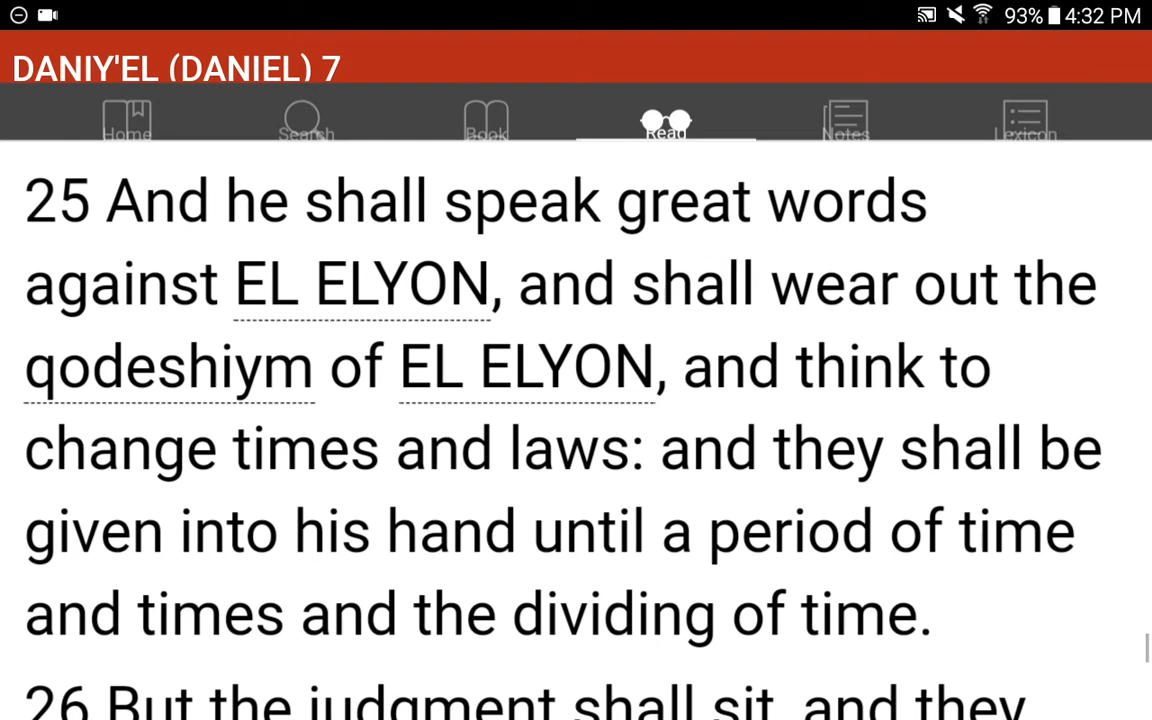 93% 4:32 PM
DANIY'EL (DANIEL) 7
Home Search Book Read Notes Lexicon
25 And he shall speak great words
against EL ELYON, and shall wear out the
qodeshiym of EL ELYON, and think to
change times and laws: and they shall be
given into his hand until a period of time
and times and the dividing of time.
26 But the judgment shall sit, and they